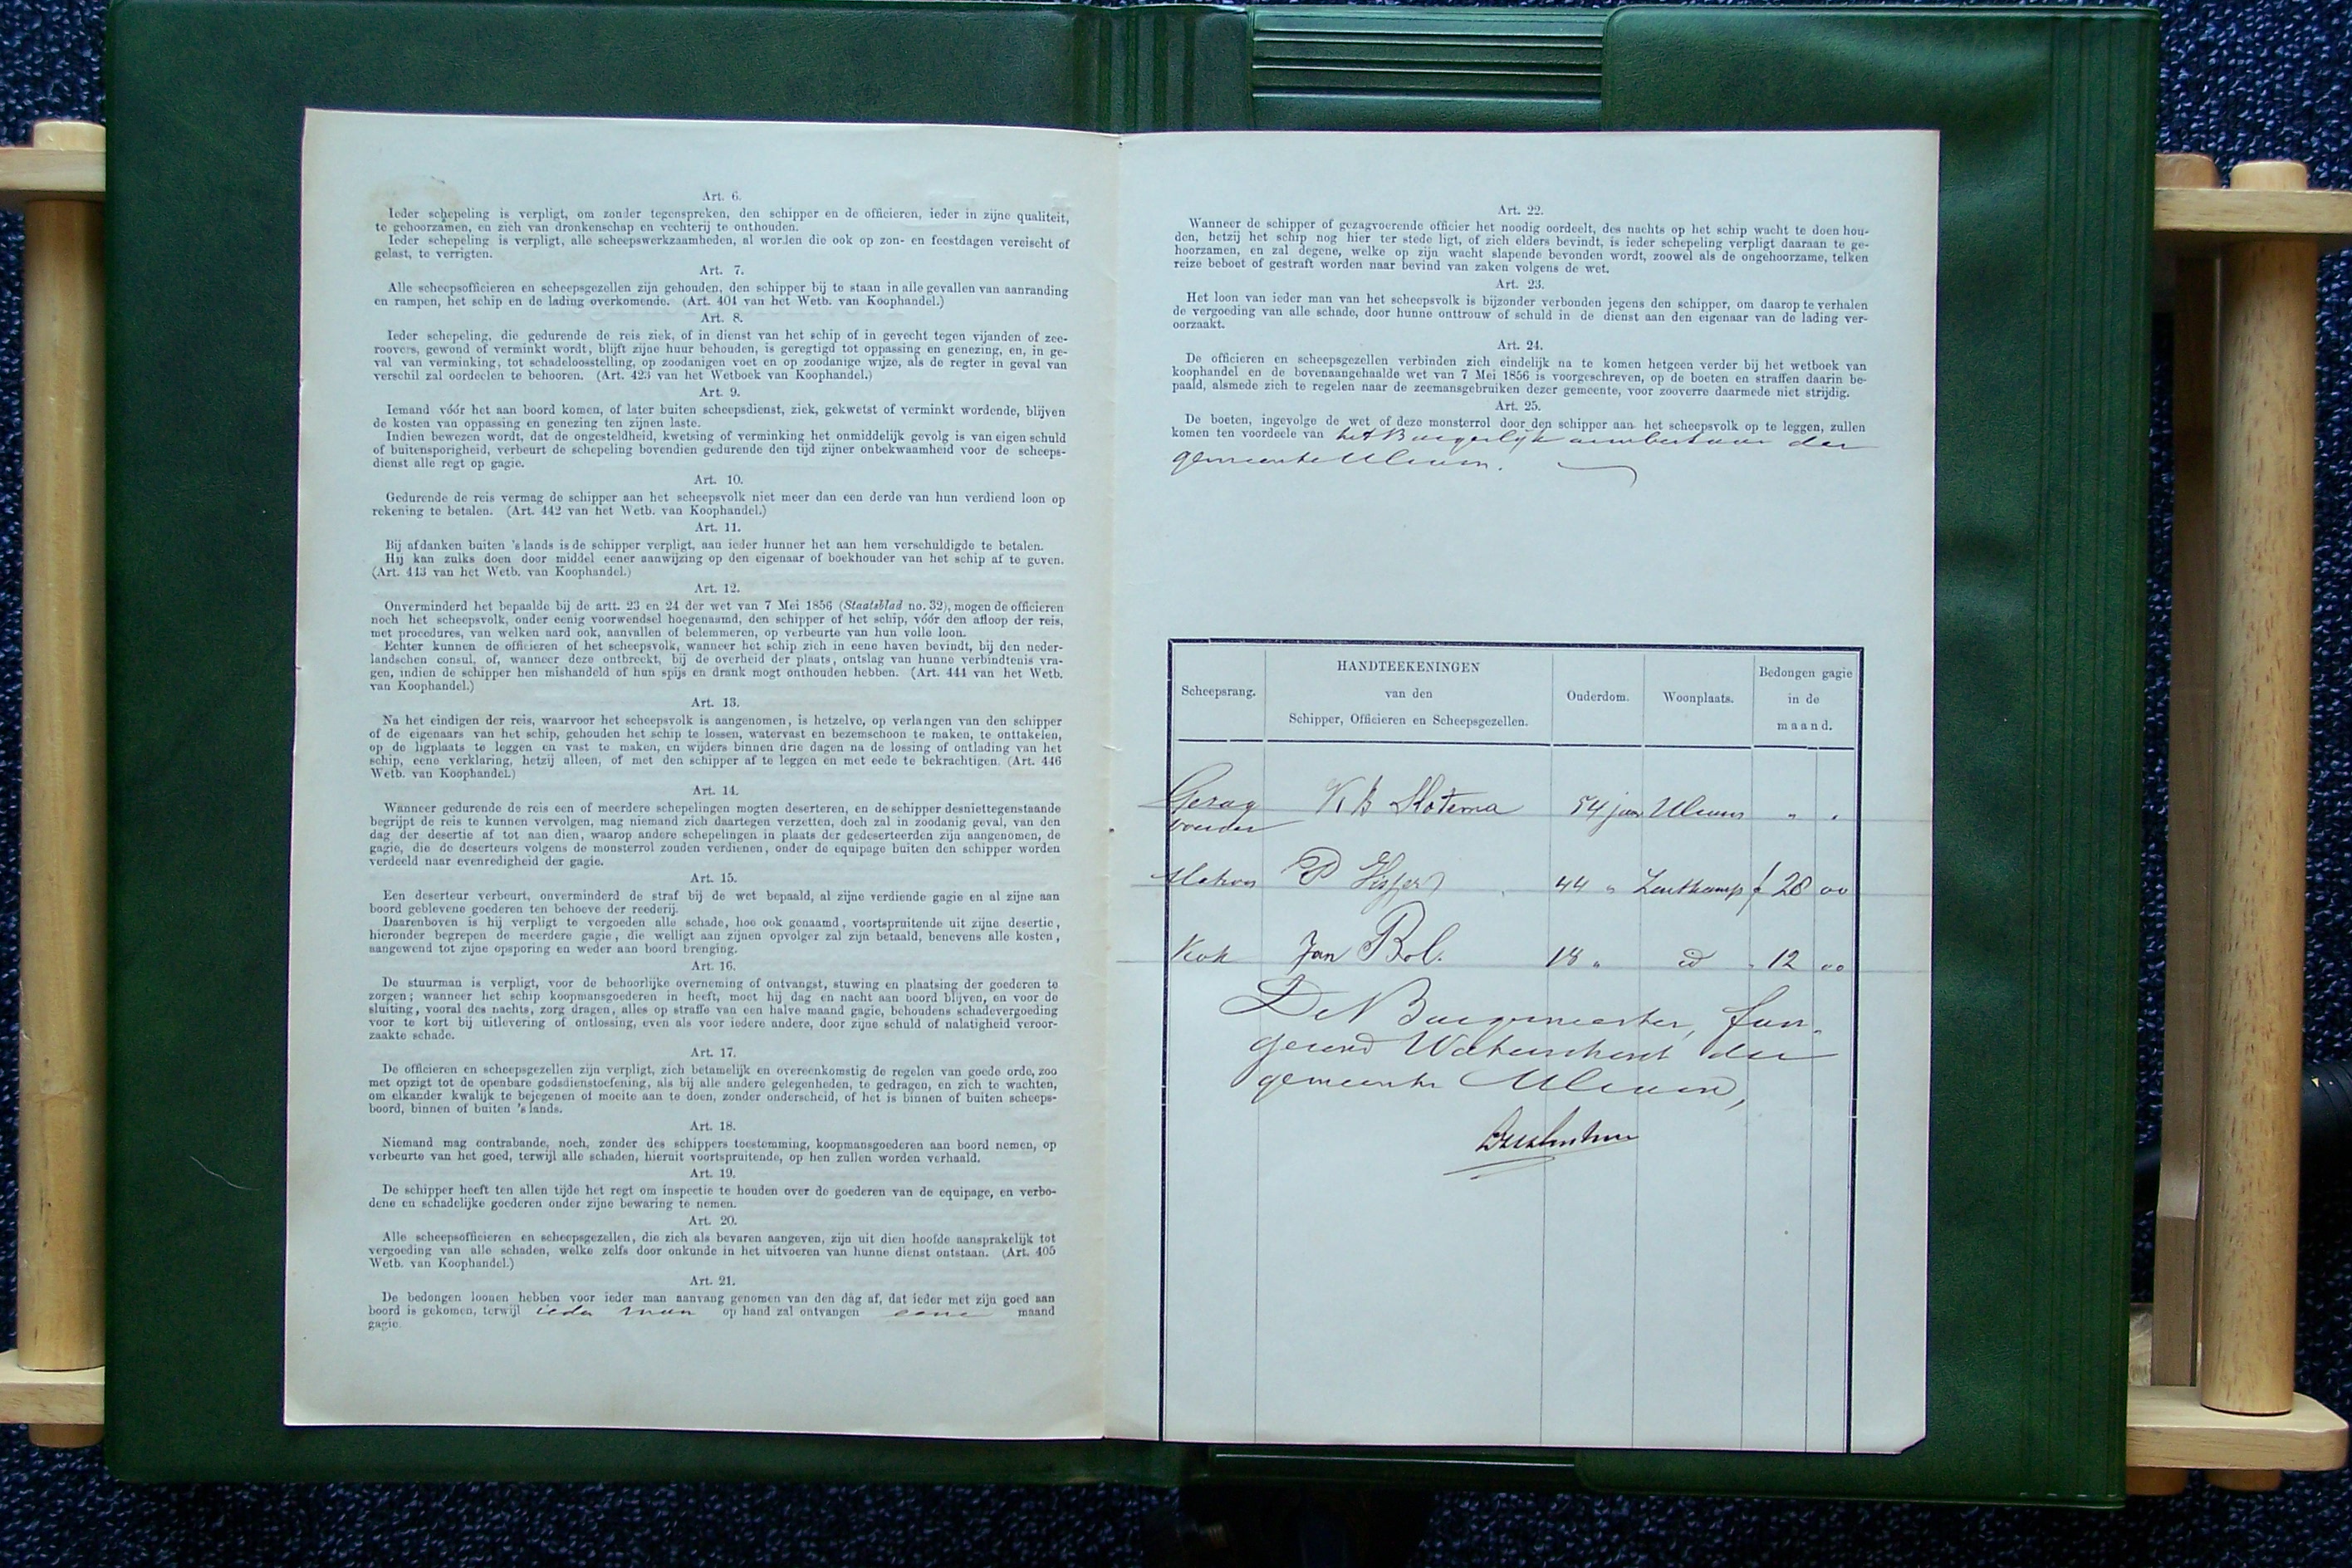 Art. 6.
Ieder schepeling is verpligt, om zonder tegenspreken, den schipper en de officieren, ieder in zijne qualiteit,
te gehoorzamen, en zich van dronkenschap en vechterij te onthouden.
Ieder schepeling is verpligt, alle scheepswerkzaamheden, al worden die ook op zon- en feestdagen vereischt of
gelast, te verrigten.
Art. 7.
Alle scheepsofficieren en scheepsgezellen zijn gehouden, den schipper bij te staan in alle gevallen van aanranding
en rampen, het schip en de lading overkomende. (Art. 401 van het Wetb. van Koophandel.)
Art. 8.
Ieder schepeling, die gedurende de reis ziek, of in dienst van het schip of in gevecht tegen vijanden of zee-
roovers, gewond of verminkt wordt, blijft zijne huur behouden, is geregtigd tot oppassing en genezing, en, in ge-
val van verminking, tot schadeloosstelling, op zoodanigen voet en op zoodanige wijze, als de regter in geval van
verschil zal oordeelen te behooren. (Art. 423 van het Wetboek van Koophandel.)
Art. 9.
Iemand vóór het aan boord komen, of later buiten scheepsdienst, ziek, gekwetst of verminkt wordende, blijven
de kosten van oppassing en genezing ten zijnen laste.
Indien bewezen wordt, dat de ongesteldheid, kwetsing of verminking het onmiddelijk gevolg is van eigen schuld
of buitensporigheid, verbeurt de schepeling bovendien gedurende den tijd zijner onbekwaamheid voor de scheeps-
dienst alle regt op gagie.
Art. 10.
Gedurende de reis vermag de schipper aan het scheepsvolk niet meer dan een derde van hun verdiend loon op
rekening te betalen. (Art. 442 van het Wetb. van Koophandel.)
Art. 11.
Bij afdanken buiten 's lands is de schipper verpligt, aan ieder hunner het aan hem verschuldigde te betalen.
Hij kan zulks doen door middel eener aanwijzing op den eigenaar of boekhouder van het schip af te geven.
(Art. 443 van het Wetb. van Koophandel.)
Art. 12.
Onverminderd het bepaalde bij de artt. 23 en 24 der wet van 7 Mei 1856 (Staatsblad no. 32), mogen de officieren
noch het scheepsvolk, onder eenig voorwendsel hoegenaamd, den schipper of het schip, vóór den afloop der reis,
met procedures, van welken aard ook, aanvallen of belemmeren, op verbeurte van hun volle loon.
Echter kunnen de officieren of het scheepsvolk, wanneer het schip zich in eene haven bevindt, bij den neder-
landschen consul, of, wanneer deze ontbreekt, bij de overheid der plaats, ontslag van hunne verbindtenis vra-
gen, indien de schipper hen mishandeld of hun spijs en drank mogt onthouden hebben. (Art. 444 van het Wetb.
van Koophandel.)
Art. 13.
Na het eindigen der reis, waarvoor het scheepsvolk is aangenomen, is hetzelve, op verlangen van den schipper
of de eigenaars van het schip, gehouden het schip te lossen, watervast en bezemschoon te maken, te onttakelen,
op de ligplaats te leggen en vast te maken, en wijders binnen drie dagen na de lossing of ontlading van het
schip, eene verklaring, hetzij alleen, of met den schipper af te leggen en met eede te bekrachtigen. (Art. 446
Wetb. van Koophandel.)
Art. 14.
Wanneer gedurende de reis een of meerdere schepelingen mogten deserteren, en de schipper desniettegenstaande
begrijpt de reis te kunnen vervolgen, mag niemand zich daartegen verzetten, doch zal in zoodanig geval, van den
dag der desertie af tot aan dien, waarop andere schepelingen in plaats der gedeserteerden zijn aangenomen, de
gagie, die de deserteurs volgens de monsterrol zouden verdienen, onder de equipage buiten den schipper worden
verdeeld naar evenredigheid der gagie.
Art. 15.
Een deserteur verbeurt, onverminderd de straf bij de wet bepaald, al zijne verdiende gagie en al zijne aan
boord geblevene goederen ten behoeve der reederij.
Daarenboven is hij verpligt te vergoeden alle schade, hoe ook genaamd, voortspruitende uit zijne desertie,
hieronder begrepen de meerdere gagie, die welligt aan zijnen opvolger zal zijn betaald, benevens alle kosten,
aangewend tot zijne opsporing en weder aan boord brenging.
Art. 16.
De stuurman is verpligt, voor de behoorlijke overneming of ontvangst, stuwing en plaatsing der goederen te
zorgen; wanneer het schip koopmansgoederen in heeft, moet hij dag en nacht aan boord blijven, en voor de
sluiting, vooral des nachts, zorg dragen, alles op straffe van een halve maand gagie, behoudens schadevergoeding
voor te kort bij uitlevering of ontlossing, even als voor iedere andere, door zijne schuld of nalatigheid veroor-
zaakte schade.
Art. 17.
De officieren en scheepsgezellen zijn verpligt, zich betamelijk en overeenkomstig de regelen van goede orde, zoo
met opzigt tot de openbare godsdienstoefening, als bij alle andere gelegenheden, te gedragen, en zich te wachten,
om elkander kwalijk te bejegenen of moeite aan te doen, zonder onderscheid, of het is binnen of buiten scheeps-
boord, binnen of buiten 's lands.
Art. 18.
Niemand mag contrabande, noch, zonder des schippers toestemming, koopmansgoederen aan boord nemen, op
verbeurte van het goed, terwijl alle schaden, hieruit voortspruitende, op hen zullen worden verhaald.
Art. 19.
De schipper heeft ten allen tijde het regt om inspectie te houden over de goederen van de equipage, en verbo-
dene en schadelijke goederen onder zijne bewaring te nemen.
Art. 20.
Alle scheepsofficieren en scheepsgezellen, die zich als bevaren aangeven, zijn uit dien hoofde aansprakelijk tot
vergoeding van alle schaden, welke zelfs door onkunde in het uitvoeren van hunne dienst ontstaan. (Art. 405
Wetb. van Koophandel.)
Art. 21.
De bedongen loonen hebben voor ieder man aanvang genomen van den dag af, dat ieder met zijn goed aan
boord is gekomen, terwijl ieder man op hand zal ontvangen eene maand
gagie.
Art. 22.
Wanneer de schipper of gezagvoerende officier het noodig oordeelt, des nachts op het schip wacht te doen hou-
den, hetzij het schip nog hier ter stede ligt, of zich elders bevindt, is ieder schepeling verpligt daaraan te ge-
hoorzamen, en zal degene, welke op zijn wacht slapende bevonden wordt, zoowel als de ongehoorzame, telken
reize beboet of gestraft worden naar bevind van zaken volgens de wet.
Art. 23.
Het loon van ieder man van het scheepsvolk is bijzonder verbonden jegens den schipper, om daarop te verhalen
de vergoeding van alle schade, door hunne onttrouw of schuld in de dienst aan den eigenaar van de lading ver-
oorzaakt.
Art. 24.
De officieren en scheepsgezellen verbinden zich eindelijk na te komen hetgeen verder bij het wetboek van
koophandel en de bovenaangehaalde wet van 7 Mei 1856 is voorgeschreven, op de boeten en straffen daarin be-
paald, alsmede zich te regelen naar de zeemansgebruiken dezer gemeente, voor zooverre daarmede niet strijdig.
Art. 25.
De boeten, ingevolge de wet of deze monsterrol door den schipper aan het scheepsvolk op te leggen, zullen
komen ten voordeele van het Burgerlijk armbestuur der
gemeente Ulrum.
Scheepsrang.
HANDTEEKENINGEN
van den
Schipper, Officieren en Scheepsgezellen.
Ouderdom.
Woonplaats.
Bedongen gagie
in de
maand.
Gezag
voerder K B Slotema 54 jaar Ulrum " "
Matroos P 44 " Zoutkamp f 28 00
Kok Jan Bol. 18 " id " 12 00
De Burgemeester, fun-
gerend Waterschout der
gemeente Ulrum,